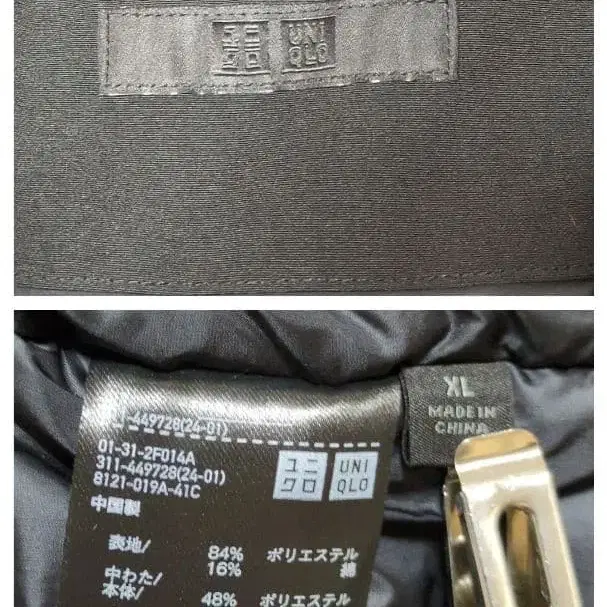 ユニ UNI
クロ QLO
-449728(24-01)
01-31-2F014A
311-449728(24-01)
8121-019A-41C
中国製
ユニ UNI
クロ QLO
XL
MADE IN
CHINA
表地/ 84% ポリエステル
16% 綿
中わた/
本体/ 48% ポリエステル